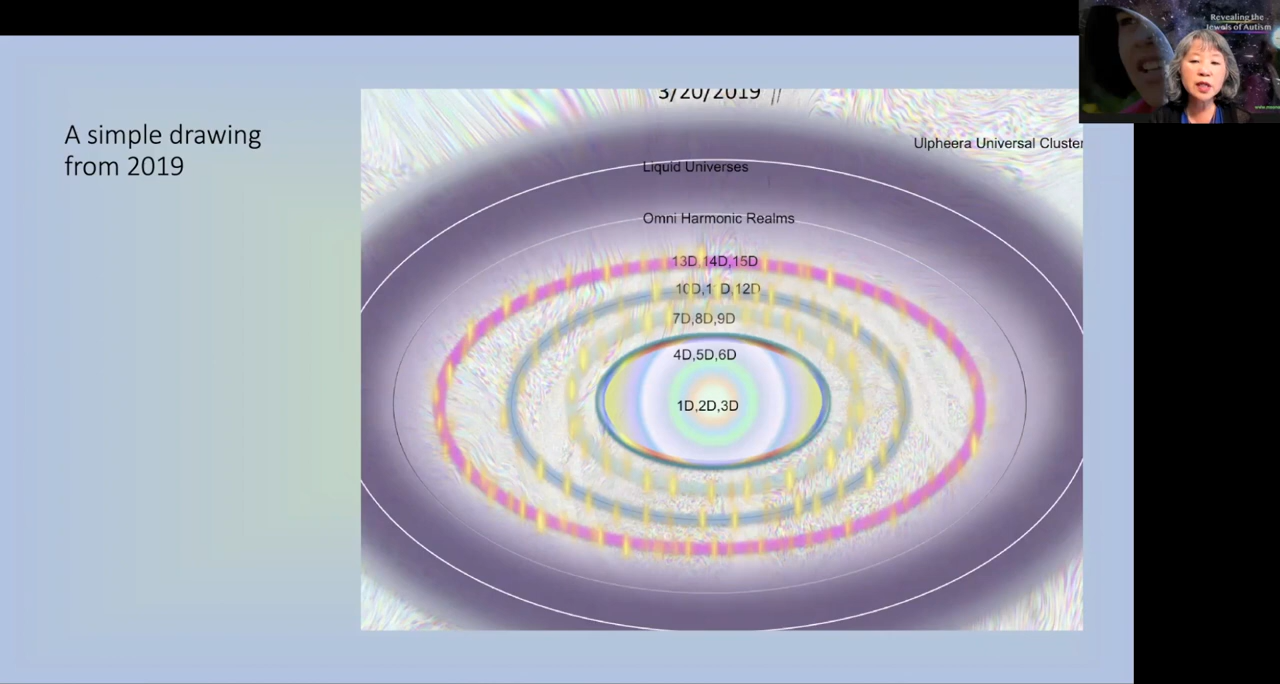 A simple drawing
from 2019
3/20/2019
Ulpheera Universal Cluster
Liquid Universes
Omni Harmonic Realms
13D,14D,15D
7D,8D,9D
4D,5D,6D
1D,2D,3D
Revealing the
Jewels of Autism